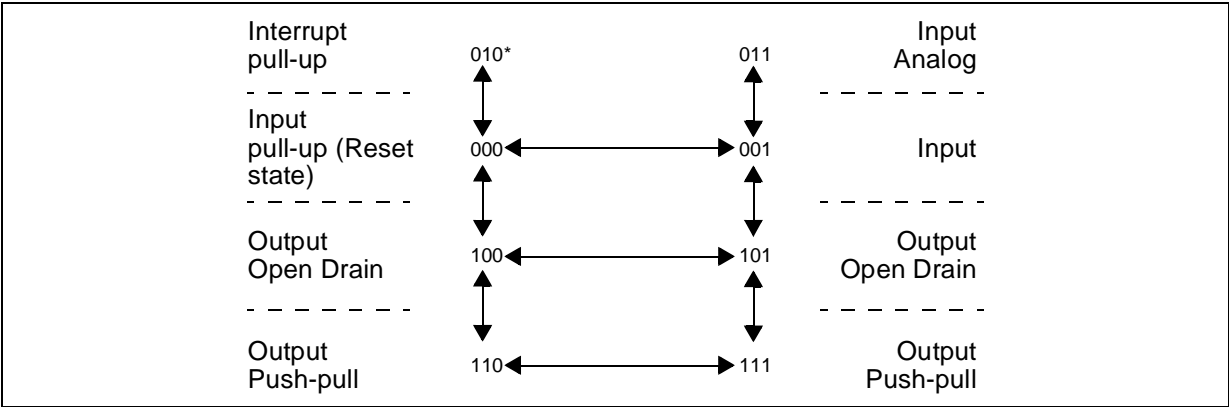 Interrupt
pull-up
010*
011
Input
Analog
Input
pull-up (Reset
state)
000
001
Input
Output
Open Drain
100
101
Output
Open Drain
Output
Push-pull
110
111
Output
Push-pull